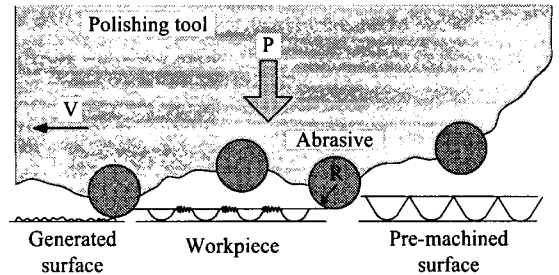 Polishing tool
P
V
Abrasive
R
Generated
surface
Workpiece
Pre-machined
surface